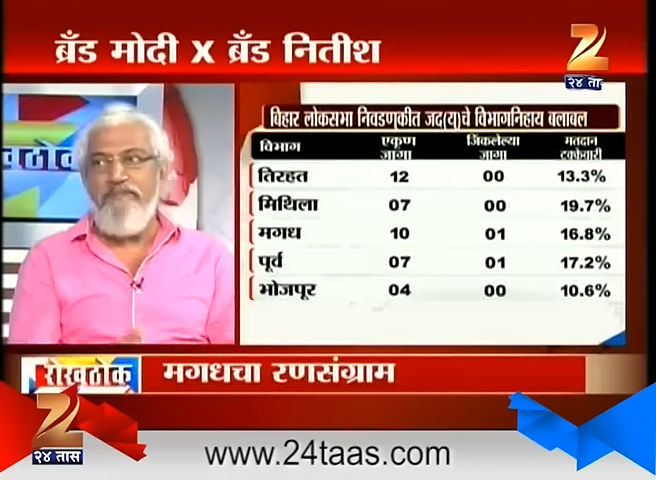 ब्रँड मोदी x ब्रँड नितीश
२४ तास
बिहार लोकसभा निवडणूकीत जद(यु)चे विभागनिहाय बलाबल
विभाग एकूण जागा जिंकलेल्या जागा मतदान टक्केवारी
तिरहत 12 00 13.3%
मिथिला 07 00 19.7%
मगध 10 01 16.8%
पूर्व 07 01 17.2%
भोजपूर 04 00 10.6%
रोखठोक मगधचा रणसंग्राम
२४ तास
www.24taas.com